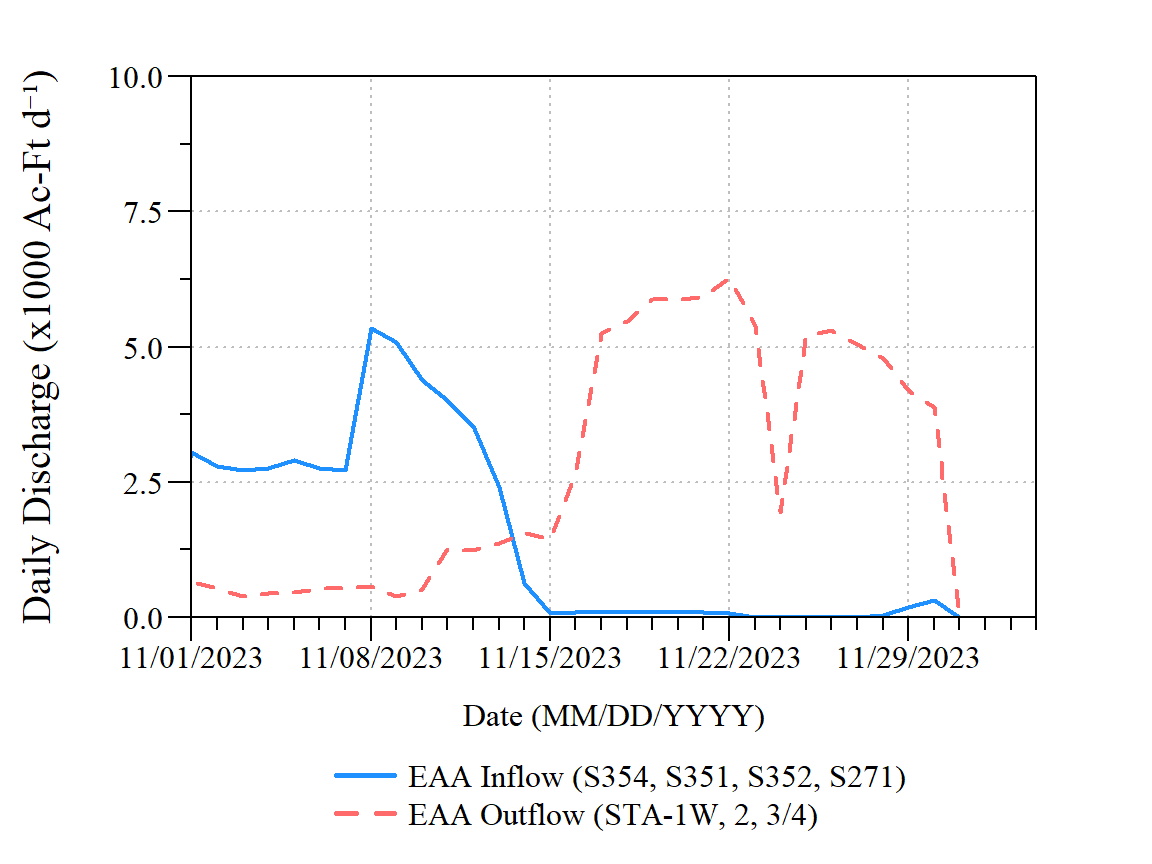 Daily Discharge (x1000 Ac-Ft d⁻¹)
10.0
7.5
5.0
2.5
0.0
11/01/2023 11/08/2023 11/15/2023 11/22/2023 11/29/2023
Date (MM/DD/YYYY)
EAA Inflow (S354, S351, S352, S271)
EAA Outflow (STA-1W, 2, 3/4)